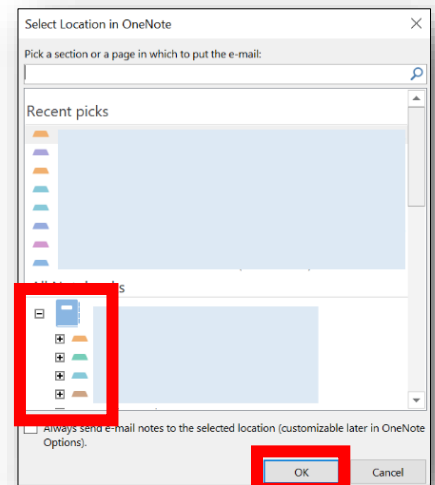 Select Location in OneNote
Pick a section or a page in which to put the e-mail:
Recent picks
Always send e-mail notes to the selected location (customizable later in OneNote
Options).
OK
Cancel